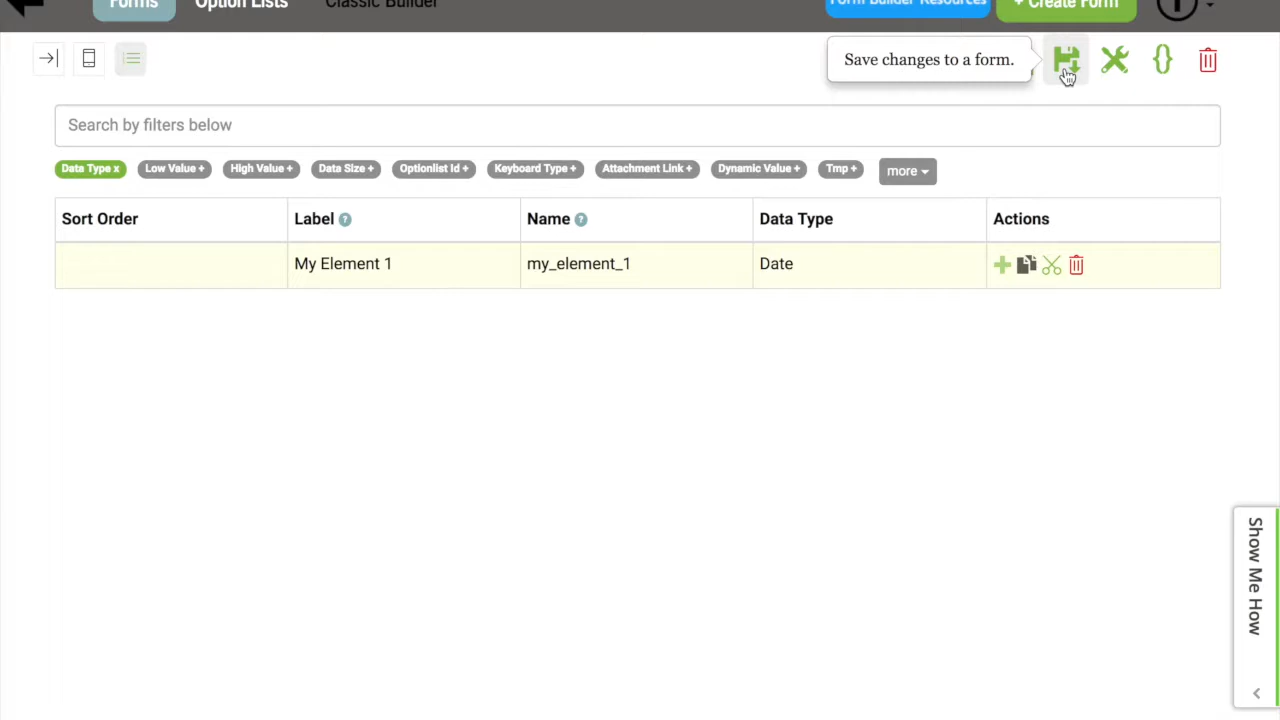 Forms Option Lists Classic Builder Form Builder Resources + Create Form
Save changes to a form.
Search by filters below
Data Type x Low Value + High Value + Data Size + Optionlist Id + Keyboard Type + Attachment Link + Dynamic Value + Tmp + more
Sort Order Label ? Name ? Data Type Actions
My Element 1 my_element_1 Date
Show Me How